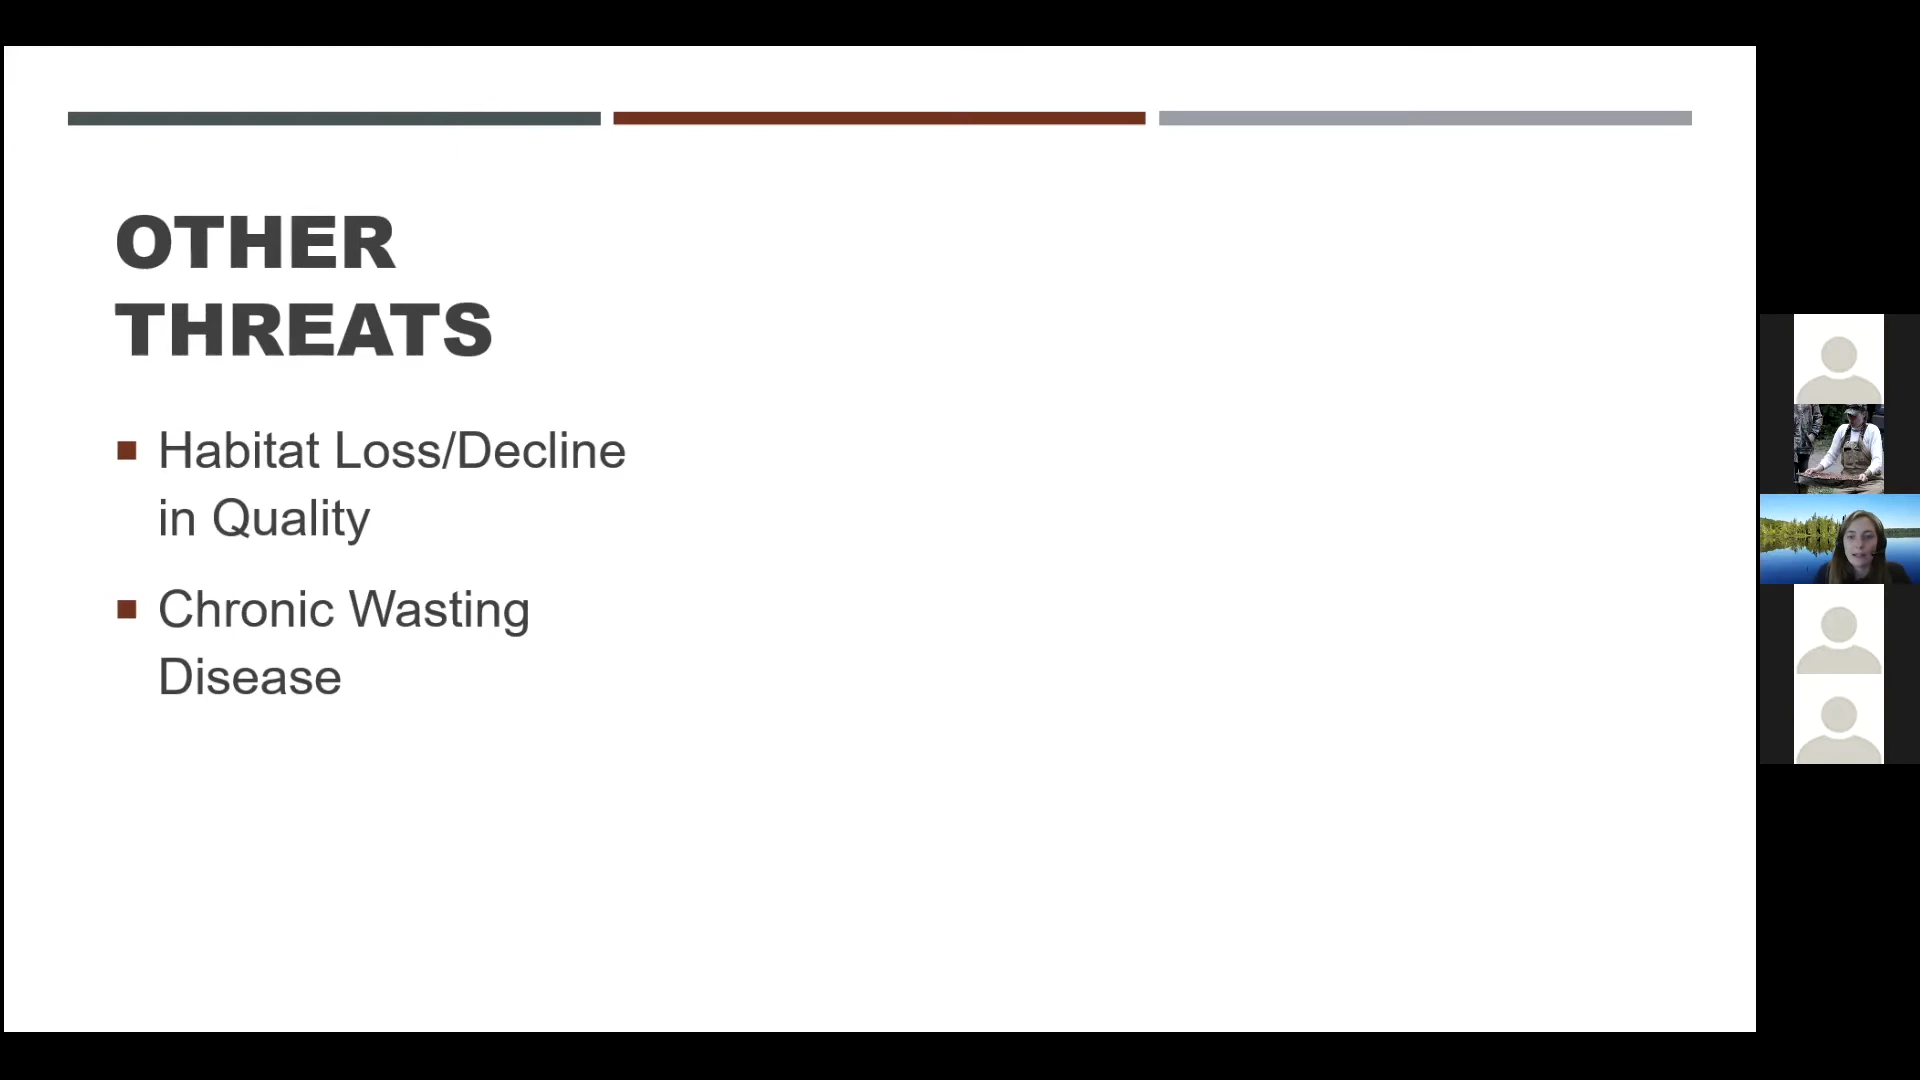 OTHER
THREATS
Habitat Loss/Decline
in Quality
Chronic Wasting
Disease